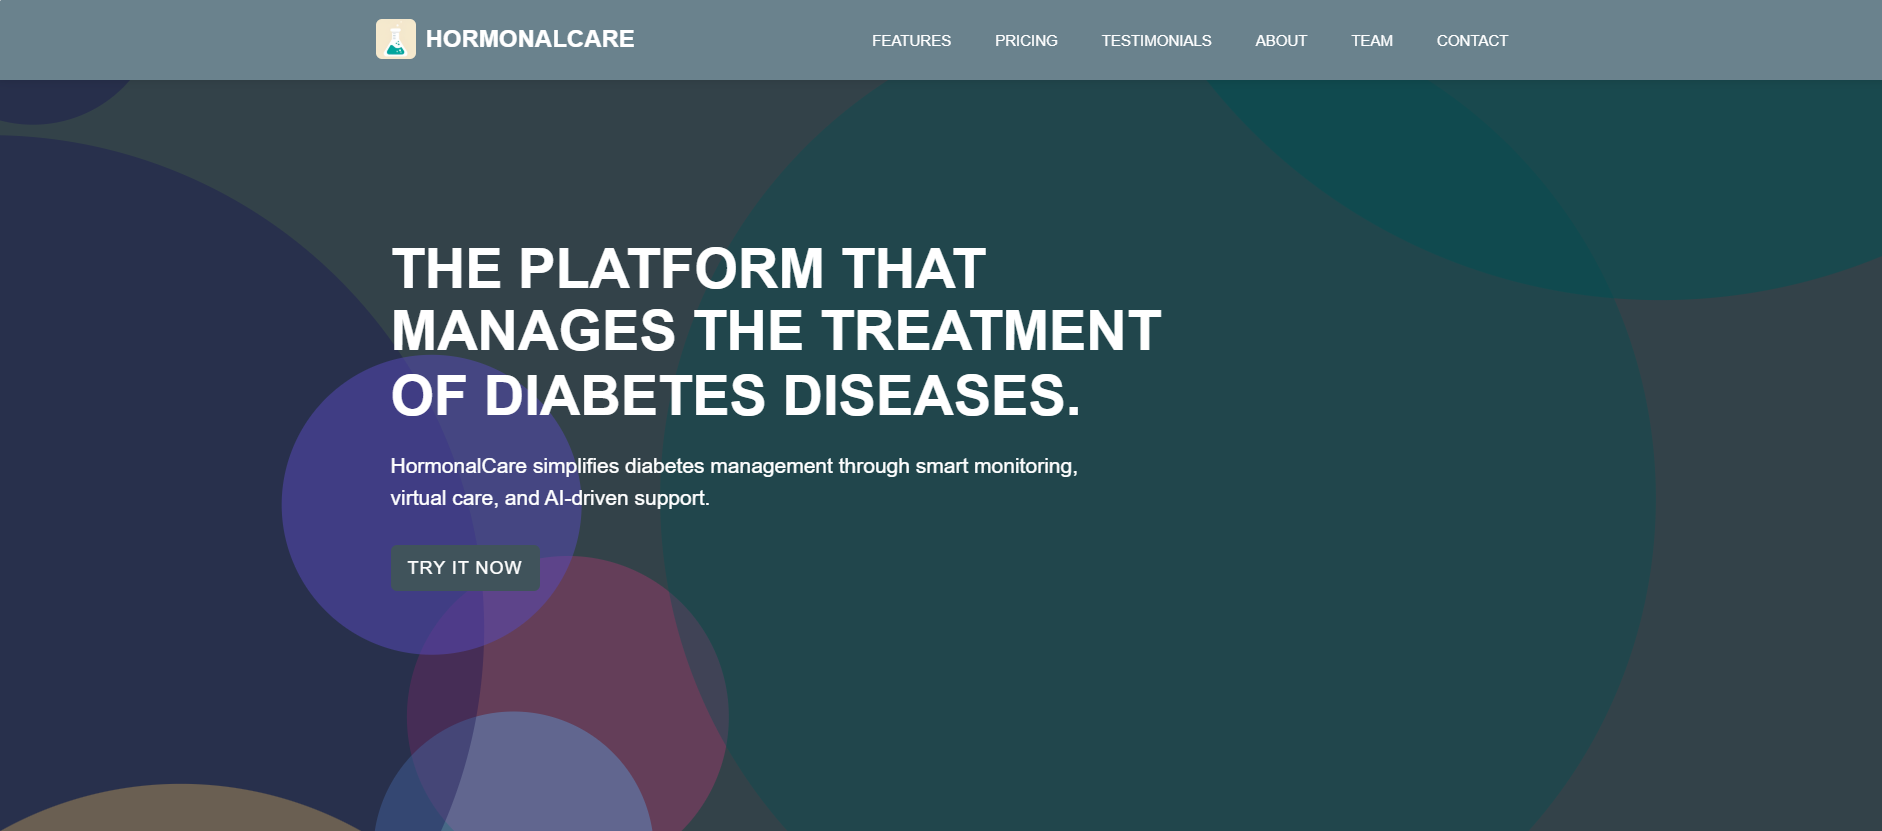 HORMONALCARE
FEATURES PRICING TESTIMONIALS ABOUT TEAM CONTACT
THE PLATFORM THAT
MANAGES THE TREATMENT
OF DIABETES DISEASES.
HormonalCare simplifies diabetes management through smart monitoring,
virtual care, and AI-driven support.
TRY IT NOW